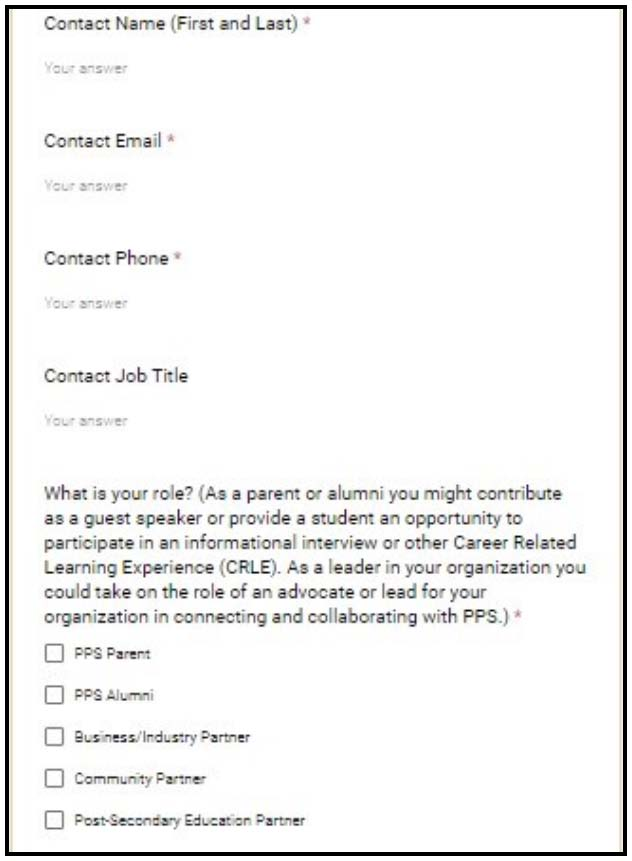 Contact Name (First and Last) *
Your answer
Contact Email *
Your answer
Contact Phone *
Your answer
Contact Job Title
Your answer
What is your role? (As a parent or alumni you might contribute
as a guest speaker or provide a student an opportunity to
participate in an informational interview or other Career Related
Learning Experience (CRLE). As a leader in your organization you
could take on the role of an advocate or lead for your
organization in connecting and collaborating with PPS.) *
PPS Parent
PPS Alumni
Business/Industry Partner
Community Partner
Post-Secondary Education Partner